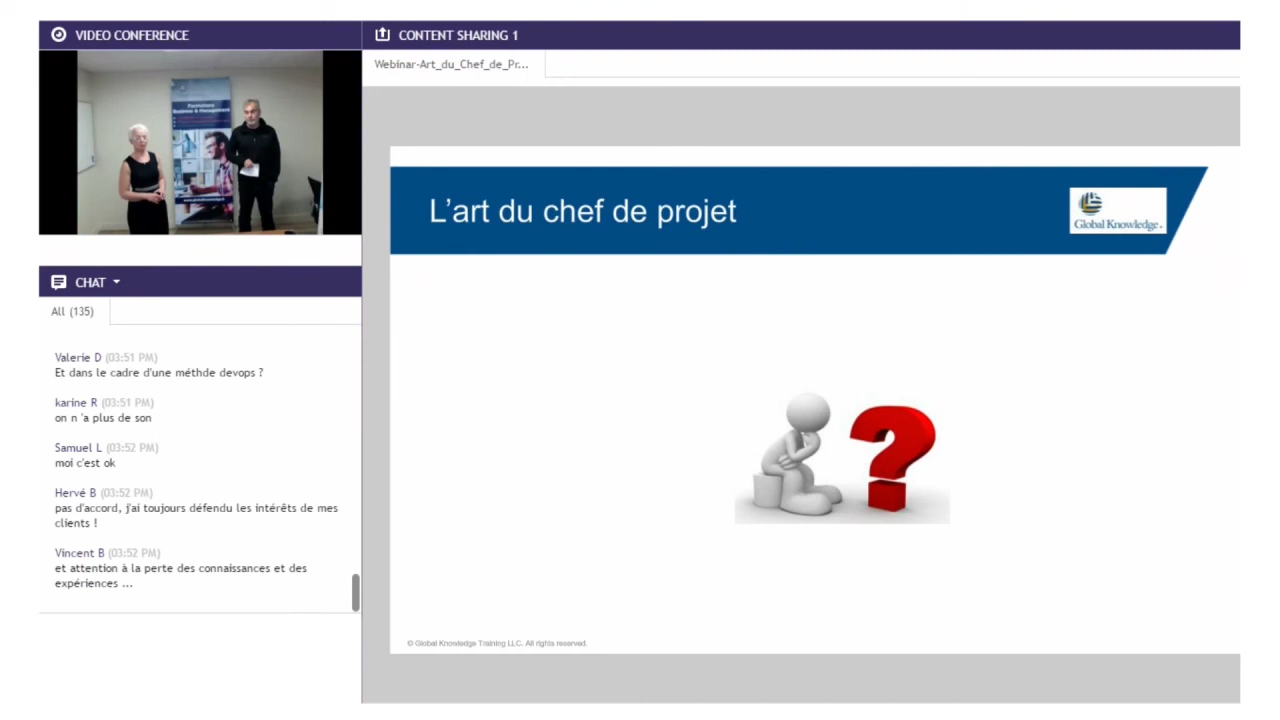 VIDEO CONFERENCE
Formations
Business & Management
CHAT
All (135)
Valerie D (03:51 PM)
Et dans le cadre d'une méthde devops ?
karine R (03:51 PM)
on n 'a plus de son
Samuel L (03:52 PM)
moi c'est ok
Hervé B (03:52 PM)
pas d'accord, j'ai toujours défendu les intérêts de mes
clients !
Vincent B (03:52 PM)
et attention à la perte des connaissances et des
expériences ...
CONTENT SHARING 1
Webinar-Art_du_Chef_de_Pr...
L'art du chef de projet
Global Knowledge.
© Global Knowledge Training LLC. All rights reserved.